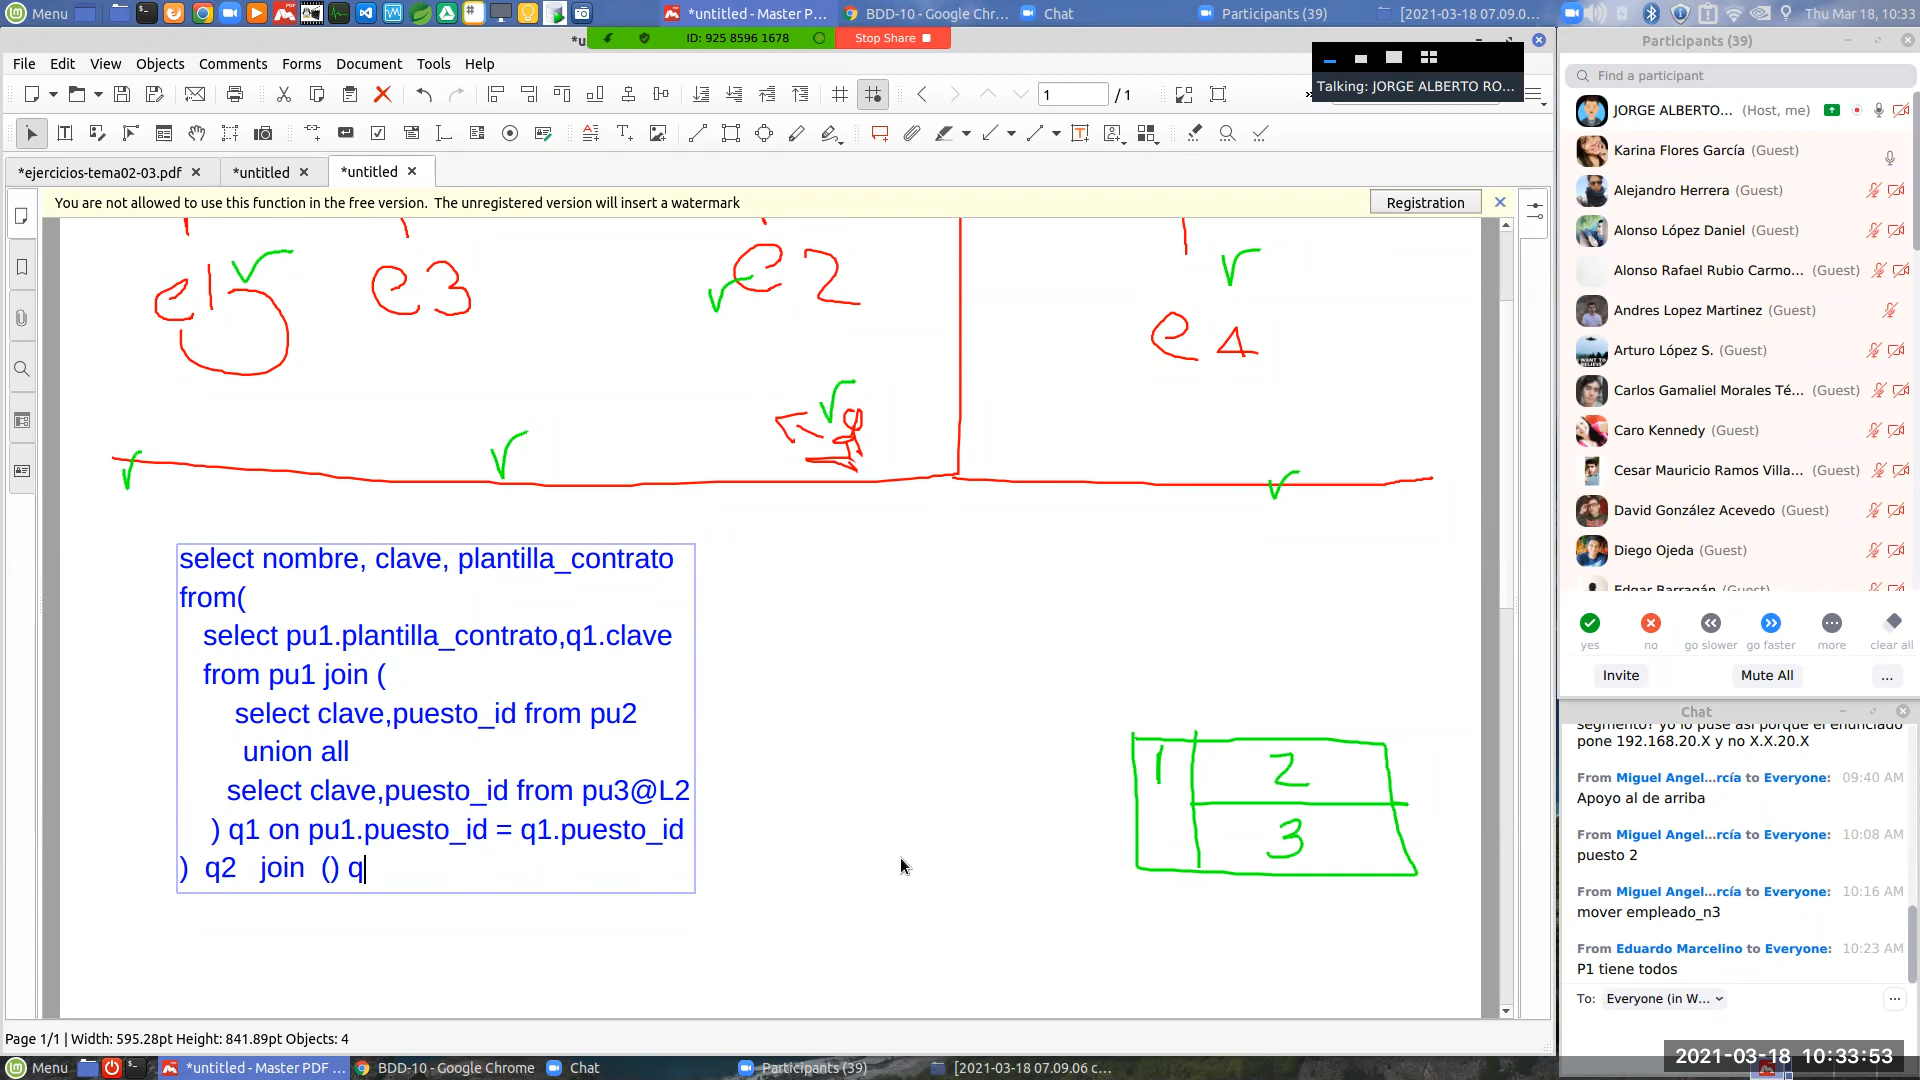 Menu
*untitled - Master P...
BDD-10 - Google Chr...
Chat
Participants (39)
[2021-03-18 07.09.0...
Thu Mar 18, 10:33
*u
ID: 925 8596 1678
Stop Share
Talking: JORGE ALBERTO RO...
File Edit View Objects Comments Forms Document Tools Help
1 / 1
*ejercicios-tema02-03.pdf
*untitled
*untitled
You are not allowed to use this function in the free version. The unregistered version will insert a watermark
Registration
e1
e3
e2
e4
select nombre, clave, plantilla_contrato
from(
select pu1.plantilla_contrato,q1.clave
from pu1 join (
select clave,puesto_id from pu2
union all
select clave,puesto_id from pu3@L2
) q1 on pu1.puesto_id = q1.puesto_id
) q2 join () q
1
2
3
Page 1/1 | Width: 595.28pt Height: 841.89pt Objects: 4
Participants (39)
Find a participant
JORGE ALBERTO... (Host, me)
Karina Flores García (Guest)
Alejandro Herrera (Guest)
Alonso López Daniel (Guest)
Alonso Rafael Rubio Carmo... (Guest)
Andres Lopez Martinez (Guest)
Arturo López S. (Guest)
Carlos Gamaliel Morales Té... (Guest)
Caro Kennedy (Guest)
Cesar Mauricio Ramos Villa... (Guest)
David González Acevedo (Guest)
Diego Ojeda (Guest)
Edgar Barragán (Guest)
yes no go slower go faster more clear all
Invite Mute All ...
Chat
segmento? yo lo puse asi porque el enunciado
pone 192.168.20.X y no X.X.20.X
From Miguel Angel...rcía to Everyone: 09:40 AM
Apoyo al de arriba
From Miguel Angel...rcía to Everyone: 10:08 AM
puesto 2
From Miguel Angel...rcía to Everyone: 10:16 AM
mover empleado_n3
From Eduardo Marcelino to Everyone: 10:23 AM
P1 tiene todos
To: Everyone (in W...
2021-03-18 10:33:53
Menu
*untitled - Master PDF ...
BDD-10 - Google Chrome
Chat
Participants (39)
[2021-03-18 07.09.06 c...